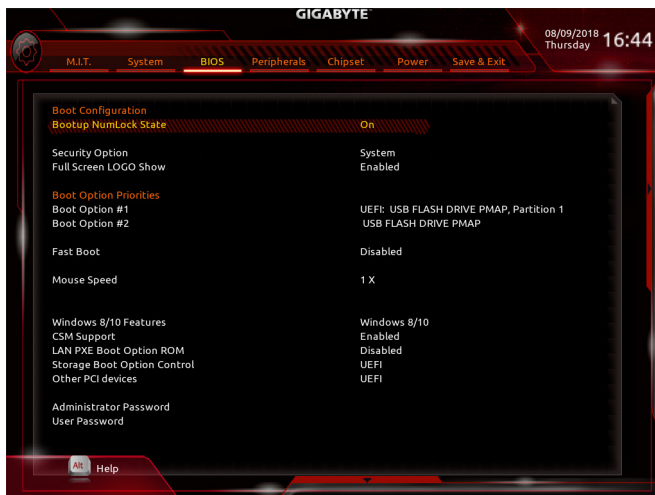 GIGABYTE™
08/09/2018
Thursday
16:44
M.I.T. System BIOS Peripherals Chipset Power Save & Exit
Boot Configuration
Bootup NumLock State On
Security Option System
Full Screen LOGO Show Enabled
Boot Option Priorities
Boot Option #1 UEFI: USB FLASH DRIVE PMAP, Partition 1
Boot Option #2 USB FLASH DRIVE PMAP
Fast Boot Disabled
Mouse Speed 1 X
Windows 8/10 Features Windows 8/10
CSM Support Enabled
LAN PXE Boot Option ROM Disabled
Storage Boot Option Control UEFI
Other PCI devices UEFI
Administrator Password
User Password
Alt Help